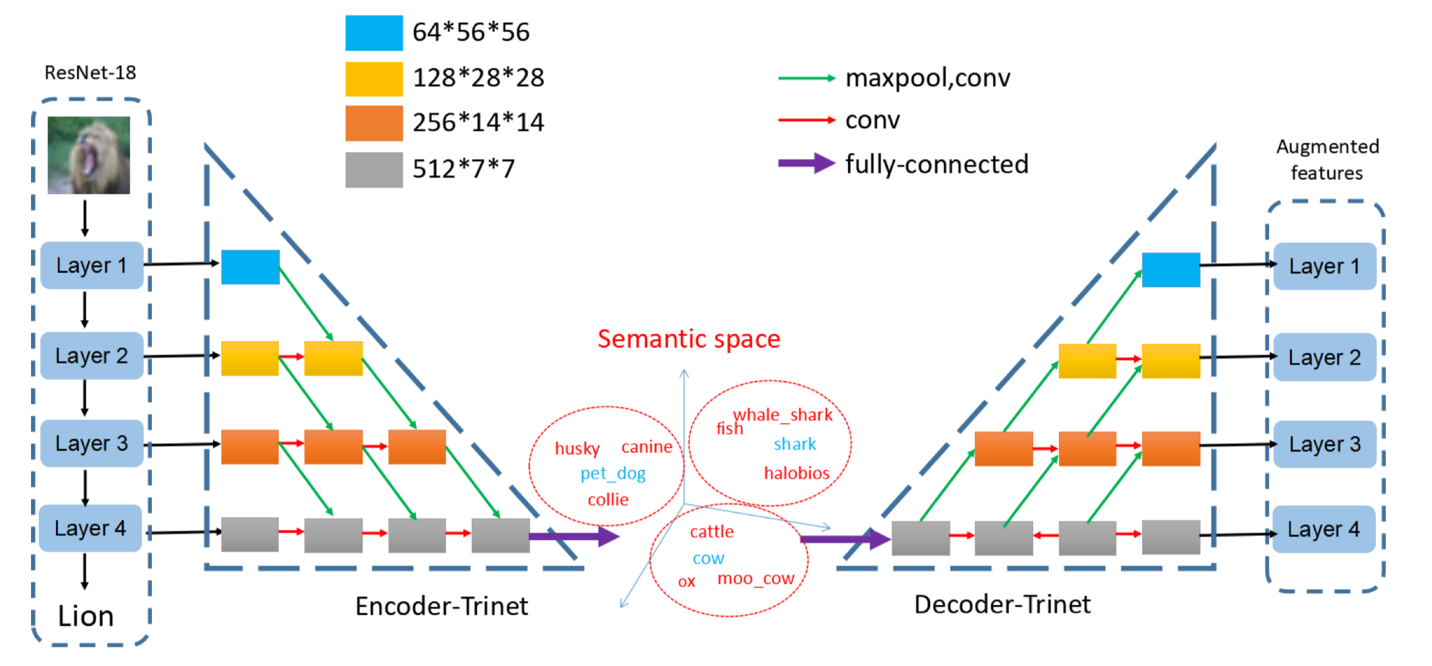 64*56*56
128*28*28
256*14*14
512*7*7
maxpool,conv
conv
fully-connected
ResNet-18
Layer 1
Layer 2
Layer 3
Layer 4
Lion
Encoder-Trinet
Semantic space
husky canine
pet_dog
collie
whale_shark
fish
shark
halobios
cattle
cow
ox moo_cow
Decoder-Trinet
Augmented
features
Layer 1
Layer 2
Layer 3
Layer 4